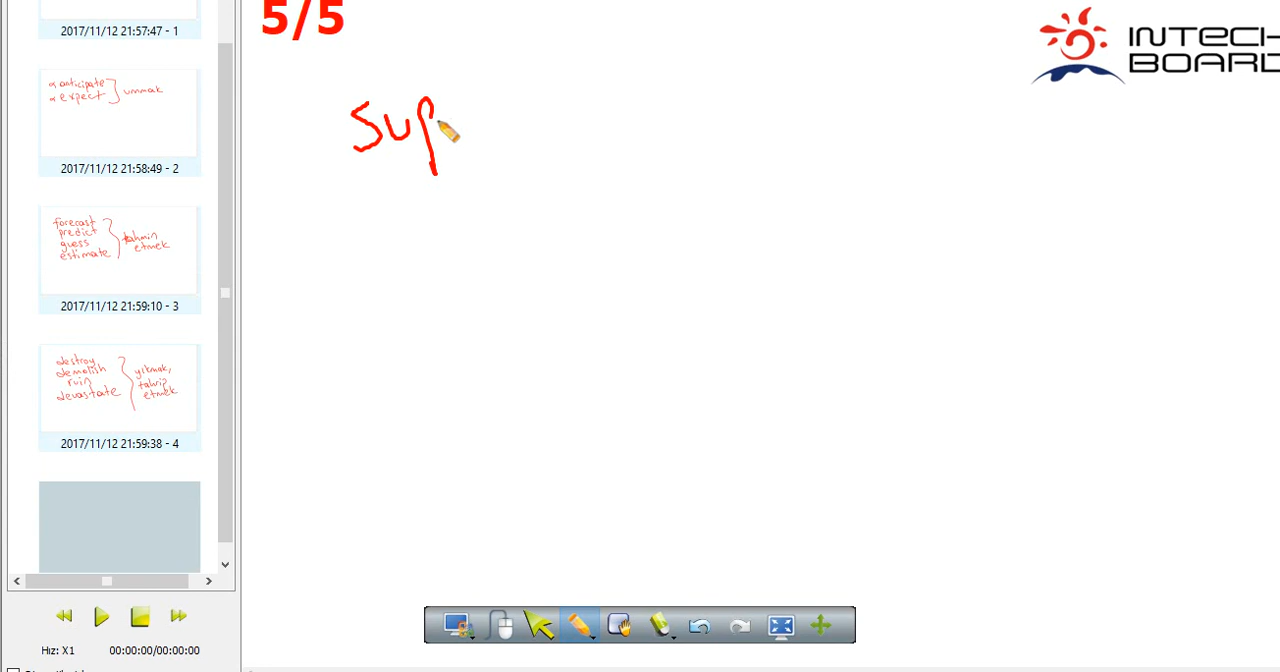 5/5
INTECH
BOARD
Sup
2017/11/12 21:57:47 - 1
anticipate
expect
ummak
2017/11/12 21:58:49 - 2
forecast
predict
guess
estimate
tahmin
etmek
2017/11/12 21:59:10 - 3
destroy
demolish
ruin
devastate
yıkmak,
tahrip
etmek
2017/11/12 21:59:38 - 4
Hız: X1
00:00:00/00:00:00